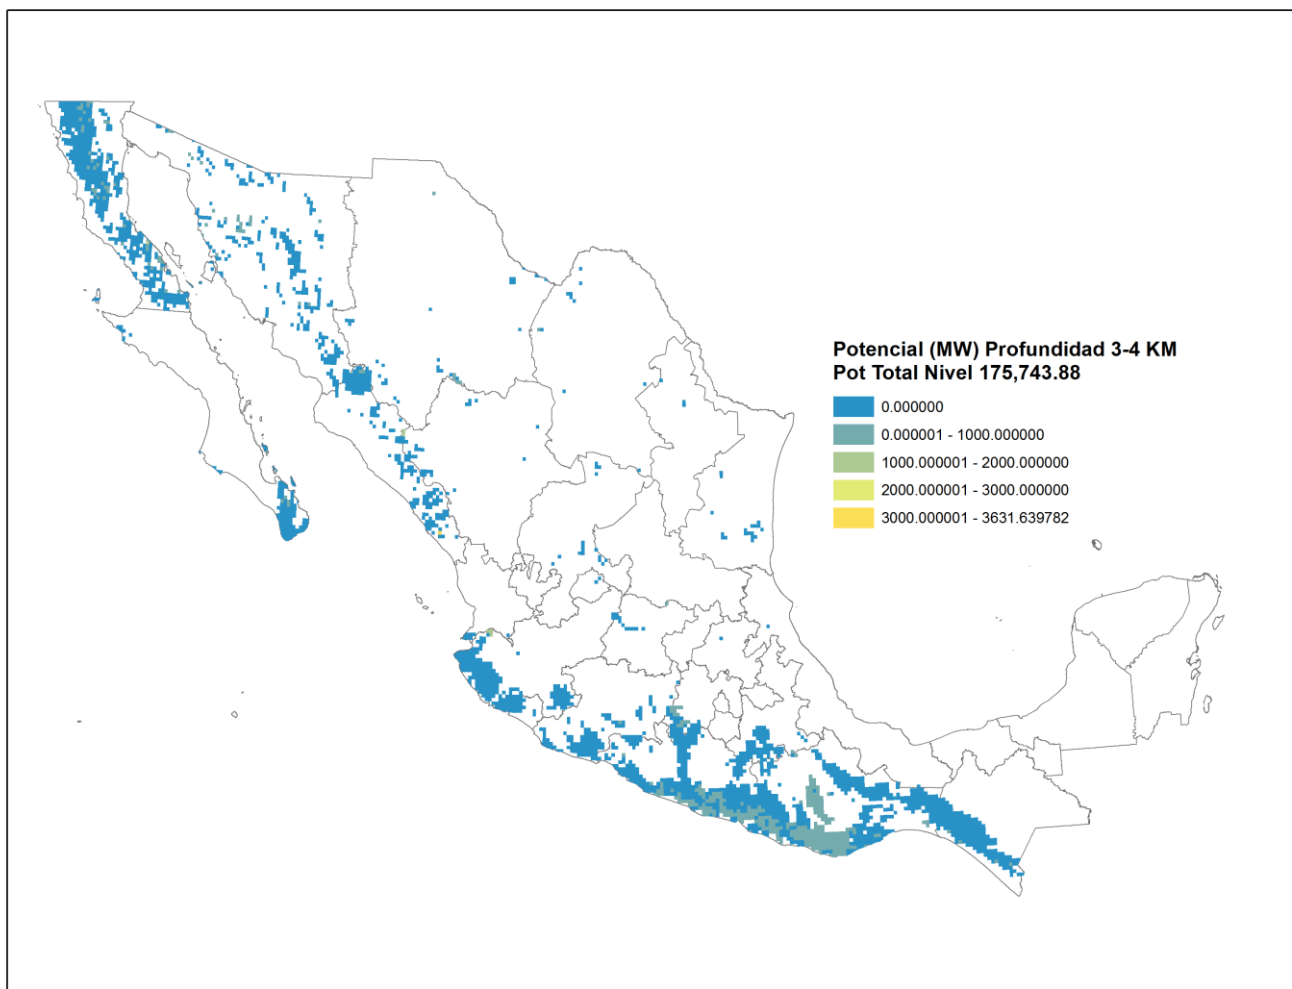 Potencial (MW) Profundidad 3-4 KM
Pot Total Nivel 175,743.88
0.000000
0.000001 - 1000.000000
1000.000001 - 2000.000000
2000.000001 - 3000.000000
3000.000001 - 3631.639782